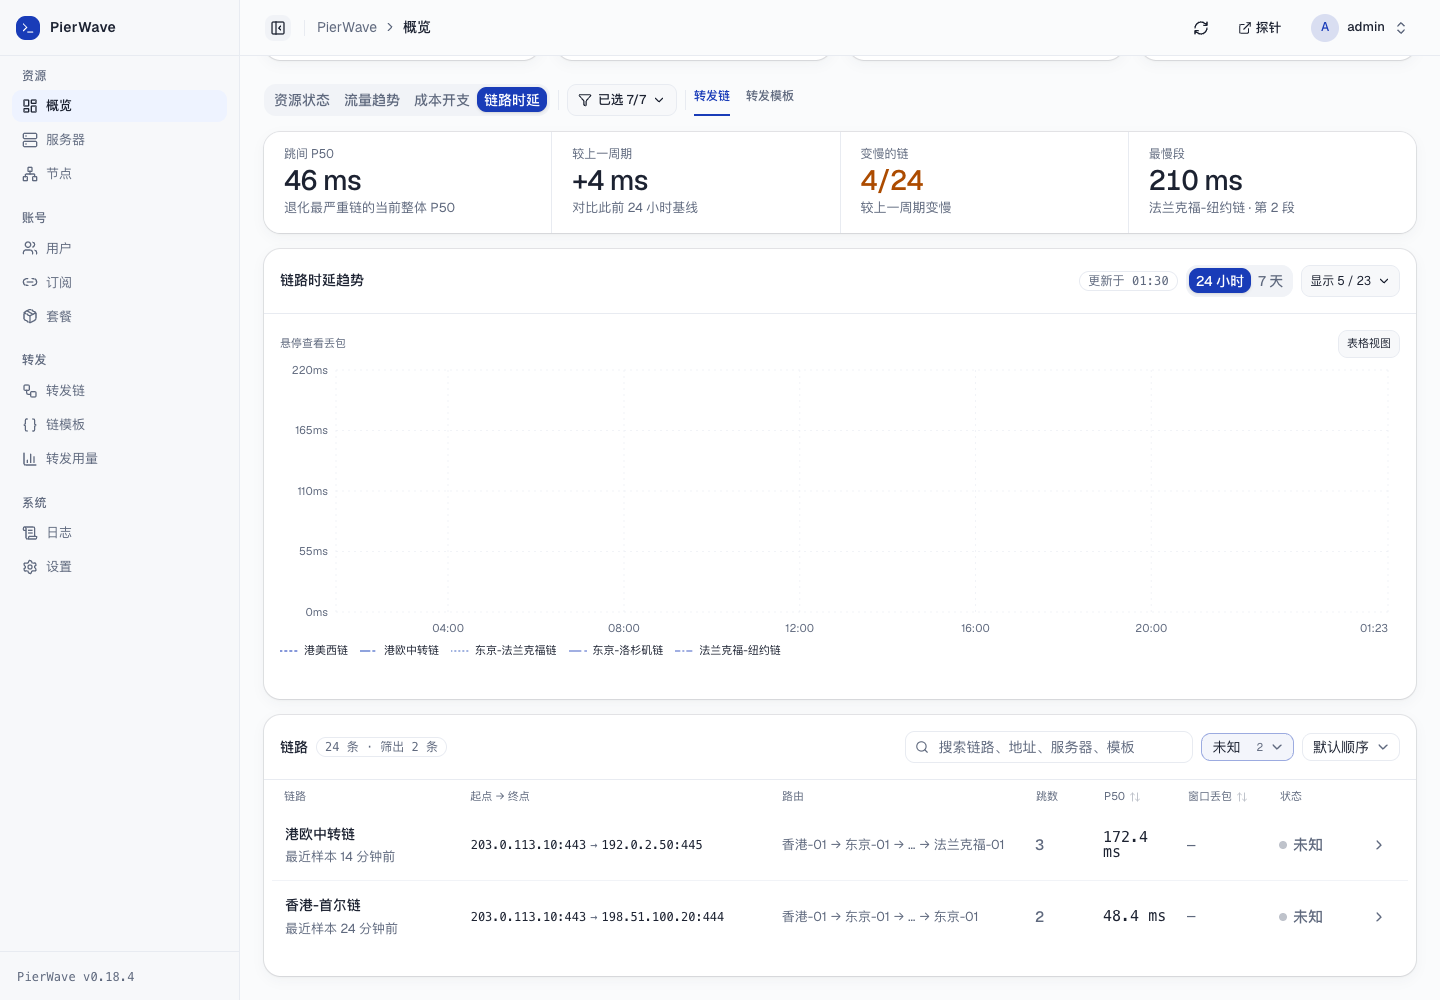 PierWave
PierWave > 概览
探针
A admin
资源
概览
服务器
节点
账号
用户
订阅
套餐
转发
转发链
链模板
转发用量
系统
日志
设置
PierWave v0.18.4
资源状态 流量趋势 成本开支 链路时延
已选 7/7
转发链 转发模板
跳间 P50
46 ms
退化最严重链的当前整体 P50
较上一周期
+4 ms
对比此前 24 小时基线
变慢的链
4/24
较上一周期变慢
最慢段
210 ms
法兰克福-纽约链 · 第 2 段
链路时延趋势
更新于 01:30
24 小时 7 天
显示 5 / 23
悬停查看丢包
表格视图
220ms
165ms
110ms
55ms
0ms
04:00 08:00 12:00 16:00 20:00 01:23
港美西链 港欧中转链 东京-法兰克福链 东京-洛杉矶链 法兰克福-纽约链
链路
24 条 · 筛出 2 条
搜索链路、地址、服务器、模板
未知 2
默认顺序
链路 起点 → 终点 路由 跳数 P50 窗口丢包 状态
港欧中转链
最近样本 14 分钟前
203.0.113.10:443 → 192.0.2.50:445
香港-01 → 东京-01 → … → 法兰克福-01
3
172.4
ms
—
未知
香港-首尔链
最近样本 24 分钟前
203.0.113.10:443 → 198.51.100.20:444
香港-01 → 东京-01 → … → 东京-01
2
48.4 ms
—
未知